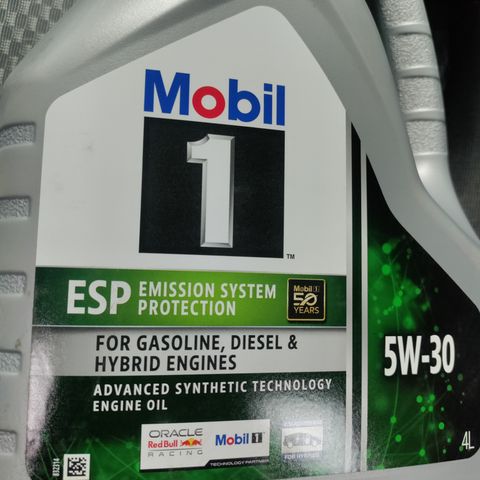 Mobil
1
™
ESP EMISSION SYSTEM
PROTECTION
Mobil 1
50
YEARS
FOR GASOLINE, DIESEL &
HYBRID ENGINES
5W-30
ADVANCED SYNTHETIC TECHNOLOGY
ENGINE OIL
ORACLE
Red Bull
RACING
Mobil 1
TECHNOLOGY PARTNER
FOR HYBRIDS
4L
832314